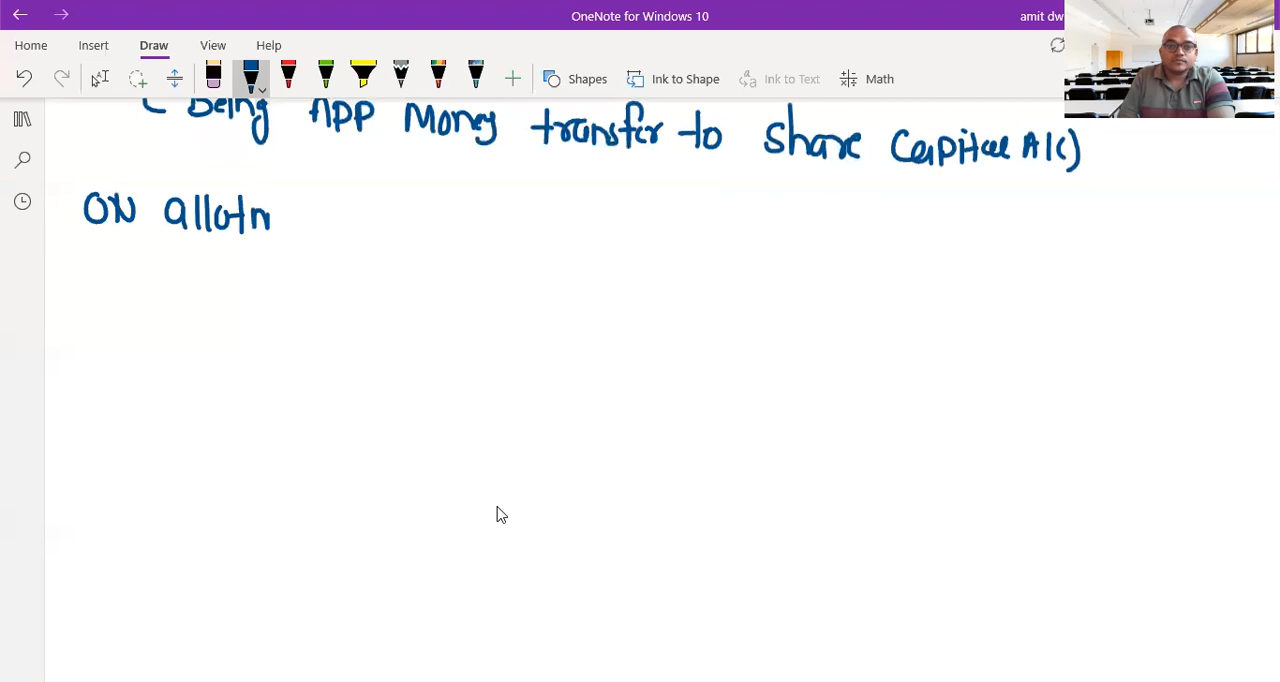 OneNote for Windows 10
amit dw
Home Insert Draw View Help
Shapes Ink to Shape Ink to Text Math
( Being App Money transfer to share Capital A/C)
ON allotm